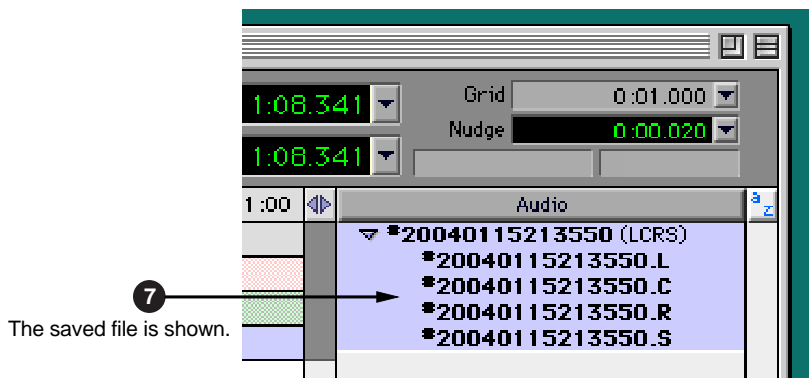 Grid 0:01.000
1:08.341
Nudge 0:00.020
1:08.341
1:00 Audio a z
*20040115213550 (LCRS)
*20040115213550.L
*20040115213550.C
7
*20040115213550.R
The saved file is shown.
*20040115213550.S